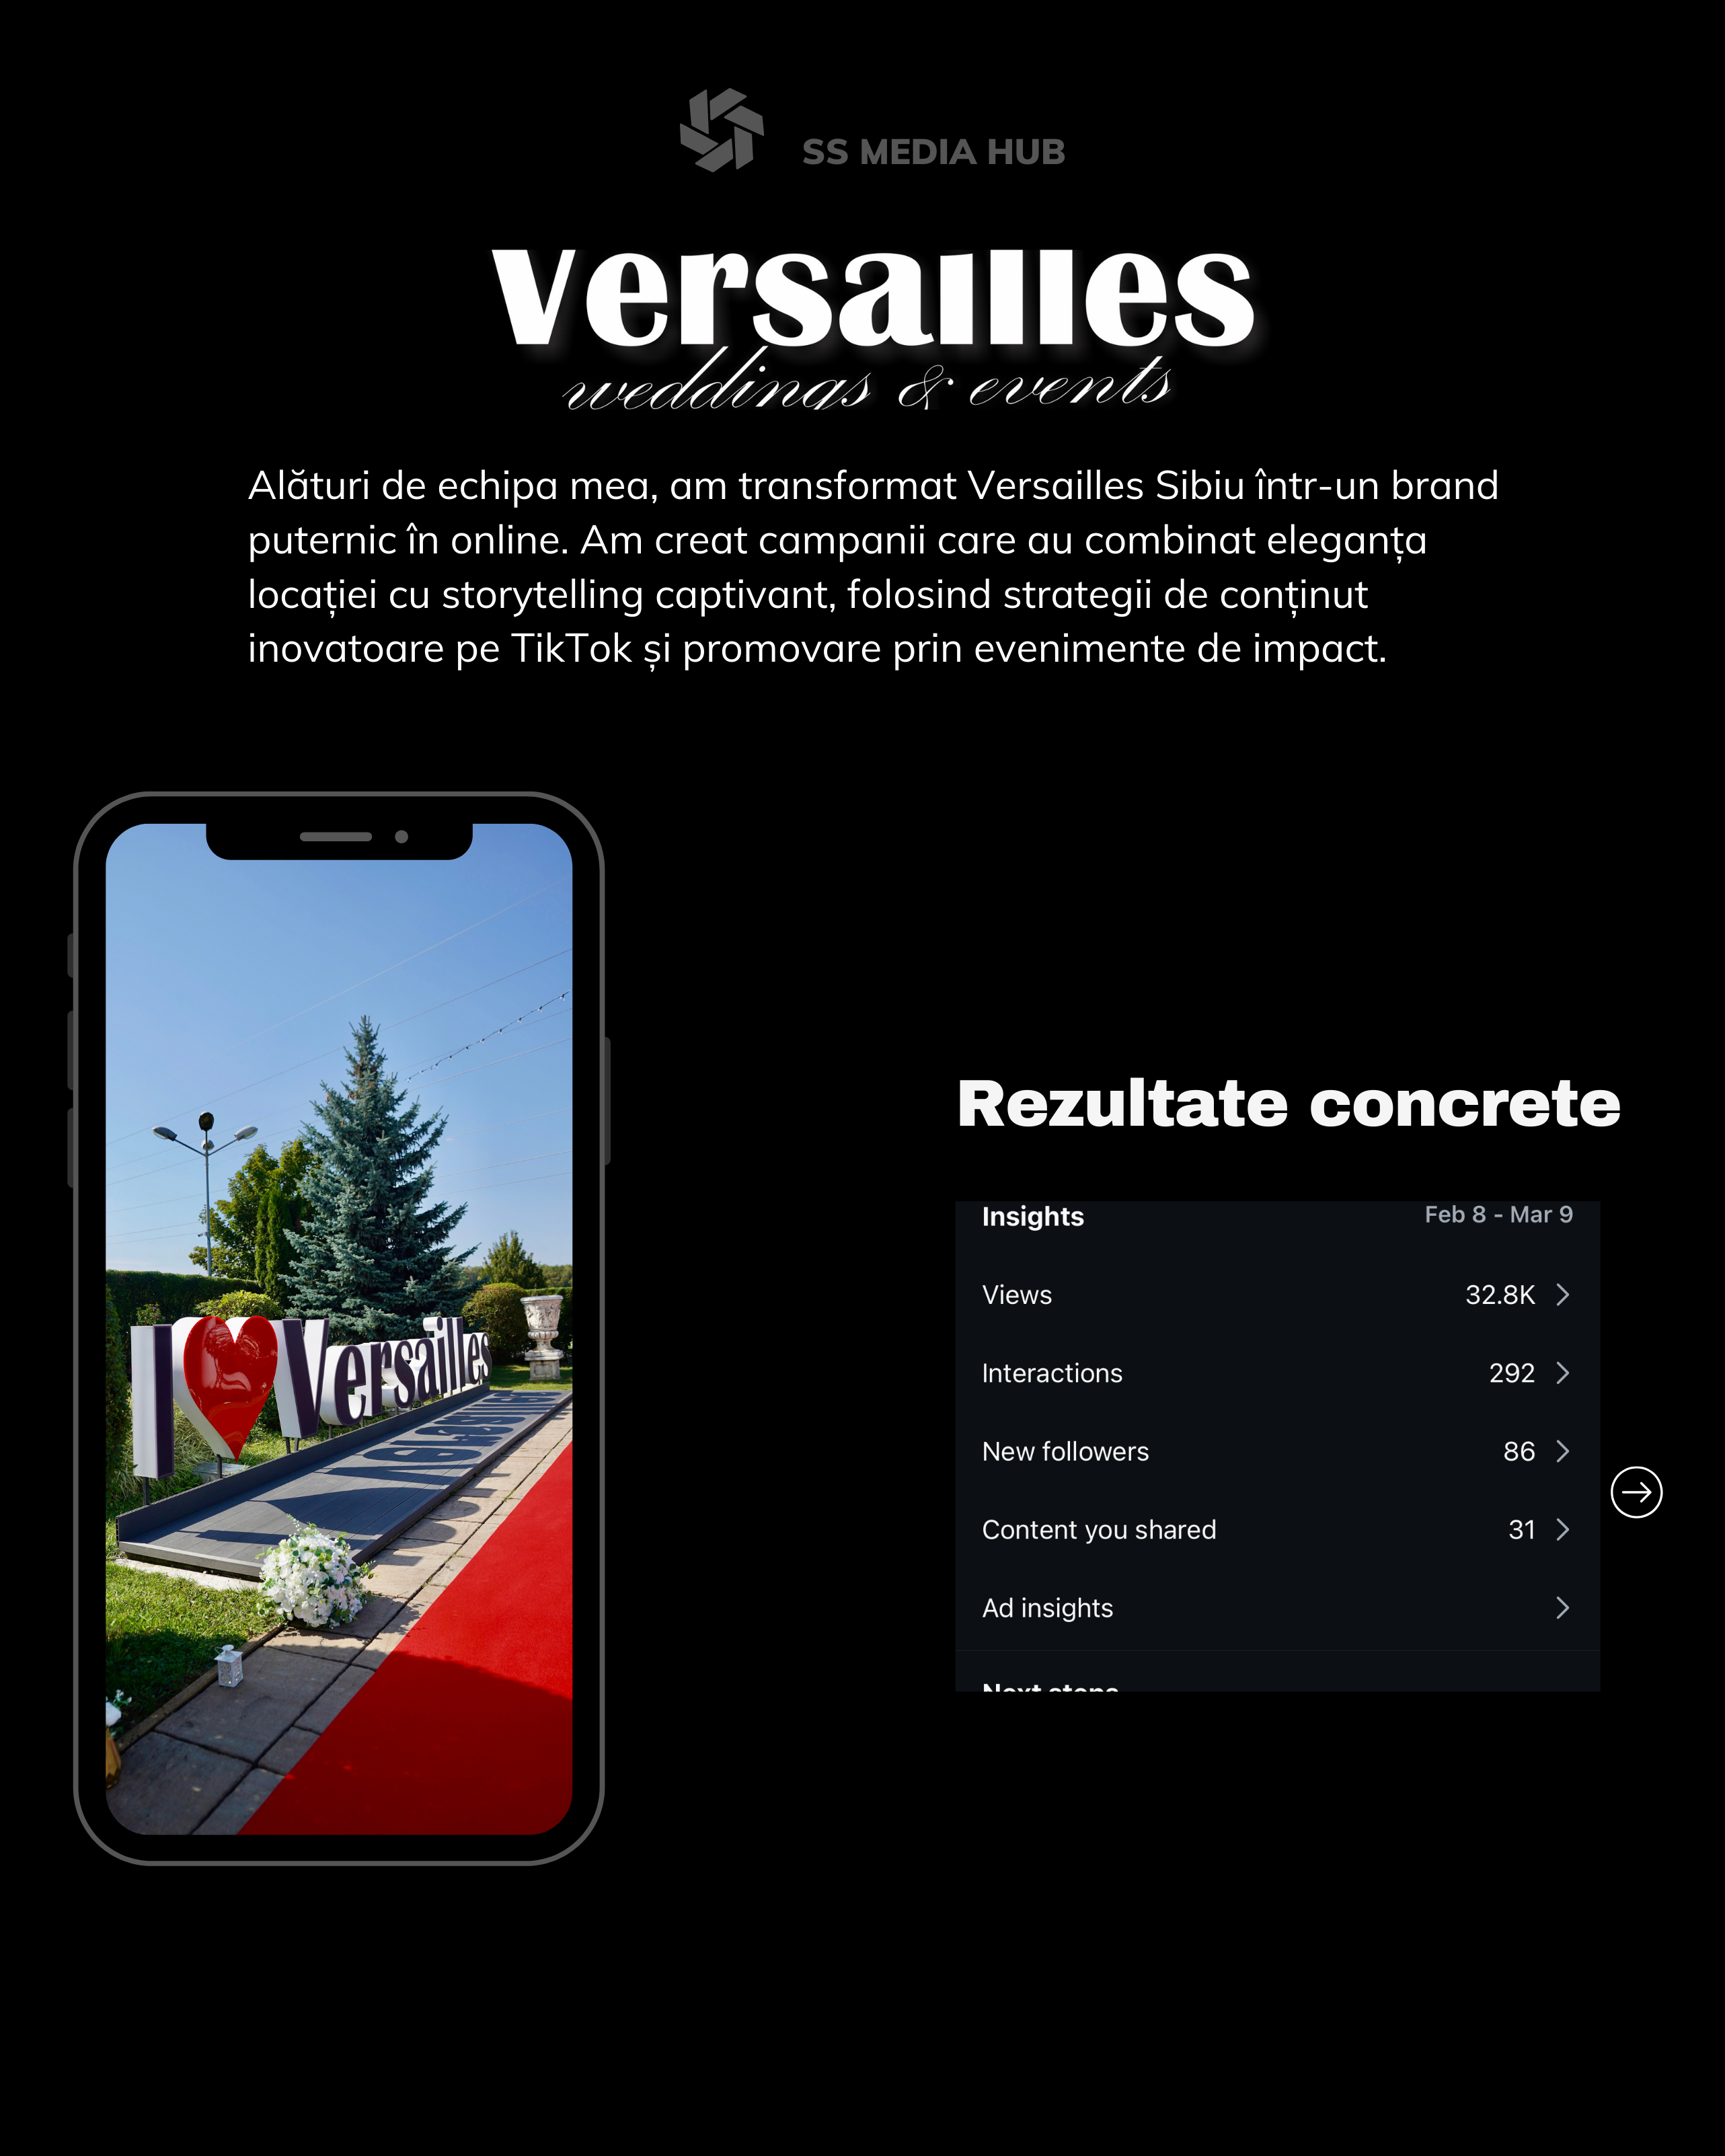 SS MEDIA HUB
Versailles
weddings & events
Alături de echipa mea, am transformat Versailles Sibiu într-un brand
puternic în online. Am creat campanii care au combinat eleganța
locației cu storytelling captivant, folosind strategii de conținut
inovatoare pe TikTok și promovare prin evenimente de impact.
I Versailles
Rezultate concrete
Insights Feb 8 - Mar 9
Views 32.8K
Interactions 292
New followers 86
Content you shared 31
Ad insights
Next steps